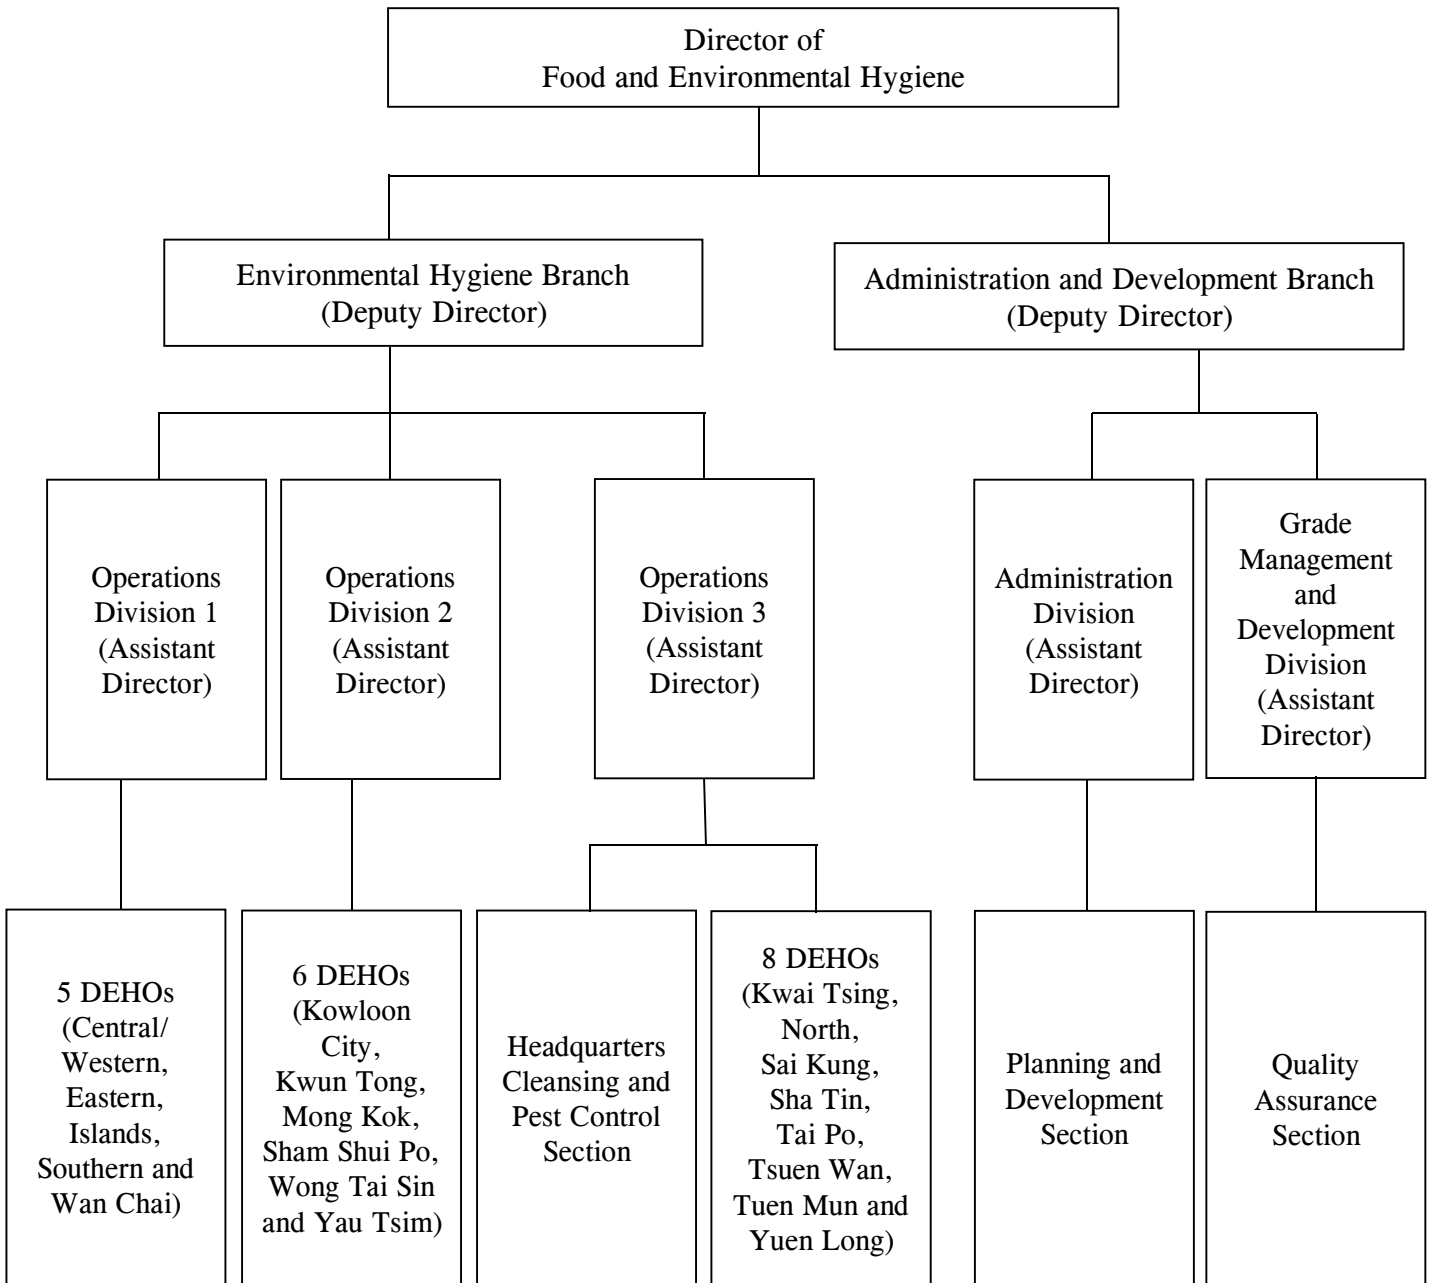 Director of
Food and Environmental Hygiene
Environmental Hygiene Branch
(Deputy Director)
Administration and Development Branch
(Deputy Director)
Operations
Division 1
(Assistant
Director)
Operations
Division 2
(Assistant
Director)
Operations
Division 3
(Assistant
Director)
Administration
Division
(Assistant
Director)
Grade
Management
and
Development
Division
(Assistant
Director)
5 DEHOs
(Central/
Western,
Eastern,
Islands,
Southern and
Wan Chai)
6 DEHOs
(Kowloon
City,
Kwun Tong,
Mong Kok,
Sham Shui Po,
Wong Tai Sin
and Yau Tsim)
Headquarters
Cleansing and
Pest Control
Section
8 DEHOs
(Kwai Tsing,
North,
Sai Kung,
Sha Tin,
Tai Po,
Tsuen Wan,
Tuen Mun and
Yuen Long)
Planning and
Development
Section
Quality
Assurance
Section